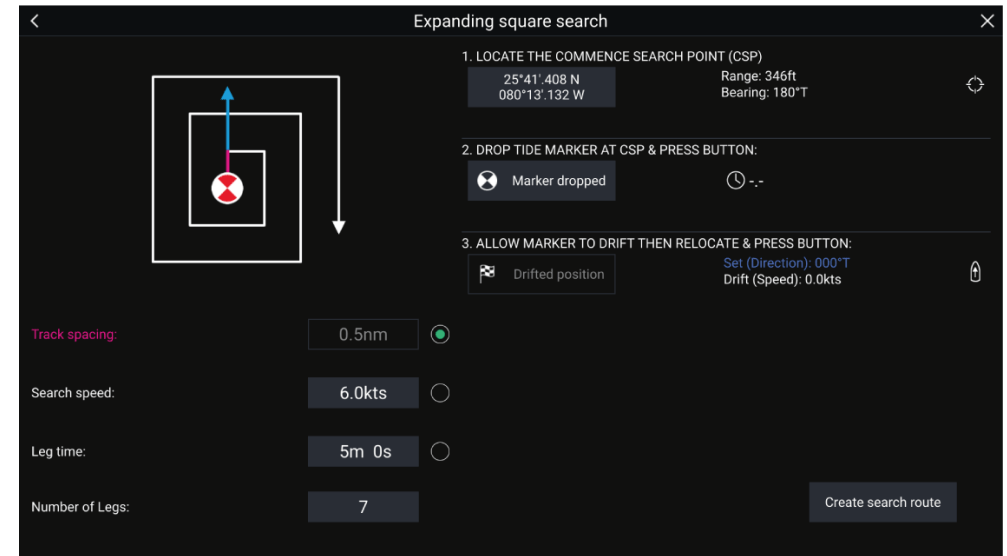 Expanding square search
1. LOCATE THE COMMENCE SEARCH POINT (CSP)
25°41'.408 N
080°13'.132 W
Range: 346ft
Bearing: 180°T
2. DROP TIDE MARKER AT CSP & PRESS BUTTON:
Marker dropped
-.-
3. ALLOW MARKER TO DRIFT THEN RELOCATE & PRESS BUTTON:
Drifted position
Set (Direction): 000°T
Drift (Speed): 0.0kts
Track spacing:
0.5nm
Search speed:
6.0kts
Leg time:
5m 0s
Number of Legs:
7
Create search route